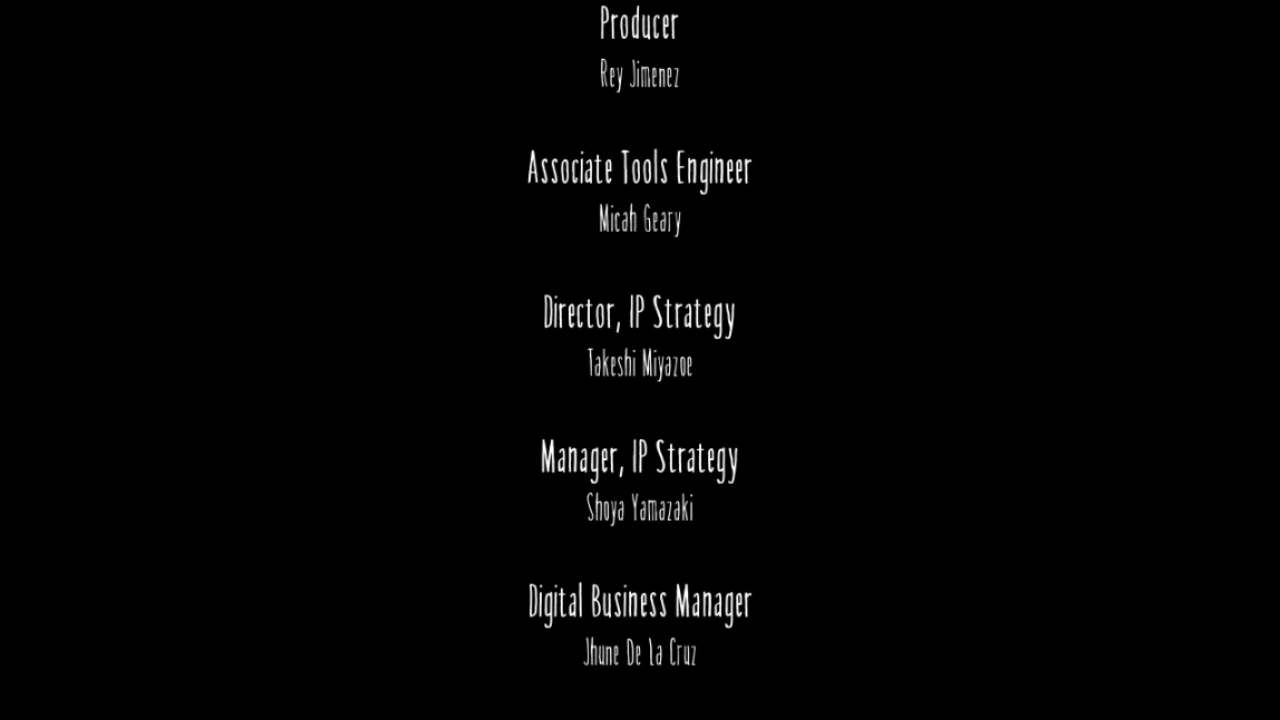 Producer
Rey Jimenez
Associate Tools Engineer
Micah Geary
Director, IP Strategy
Takeshi Miyazoe
Manager, IP Strategy
Shoya Yamazaki
Digital Business Manager
Jhune De La Cruz